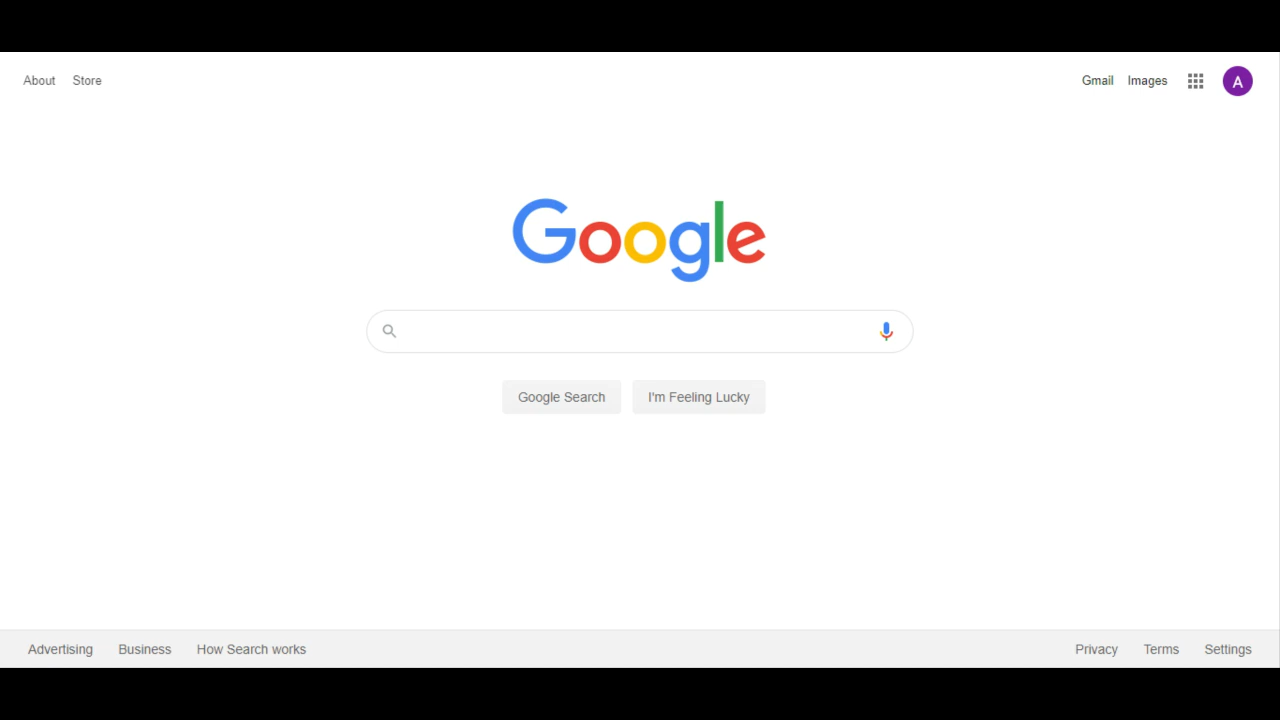 About Store Gmail Images A
Google
Google Search I'm Feeling Lucky
Advertising Business How Search works Privacy Terms Settings